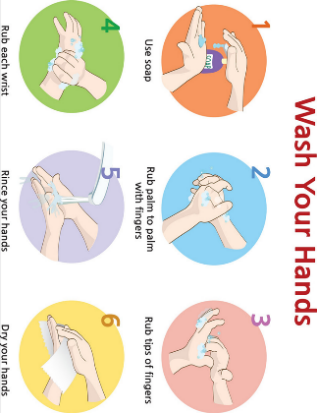 Wash Your Hands
1
Use soap
2
Rub palm to palm
with fingers
3
Rub tips of fingers
4
Rub each wrist
5
Rince your hands
6
Dry your hands